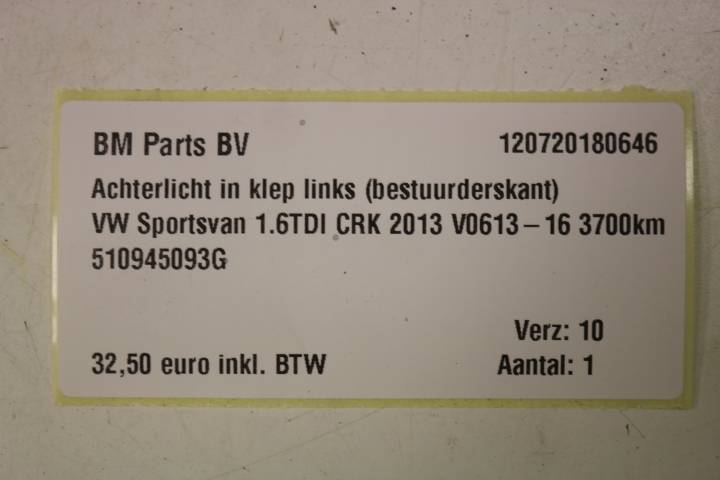 BM Parts BV 120720180646
Achterlicht in klep links (bestuurderskant)
VW Sportsvan 1.6TDI CRK 2013 V0613-16 3700km
510945093G
Verz: 10
32,50 euro inkl. BTW Aantal: 1